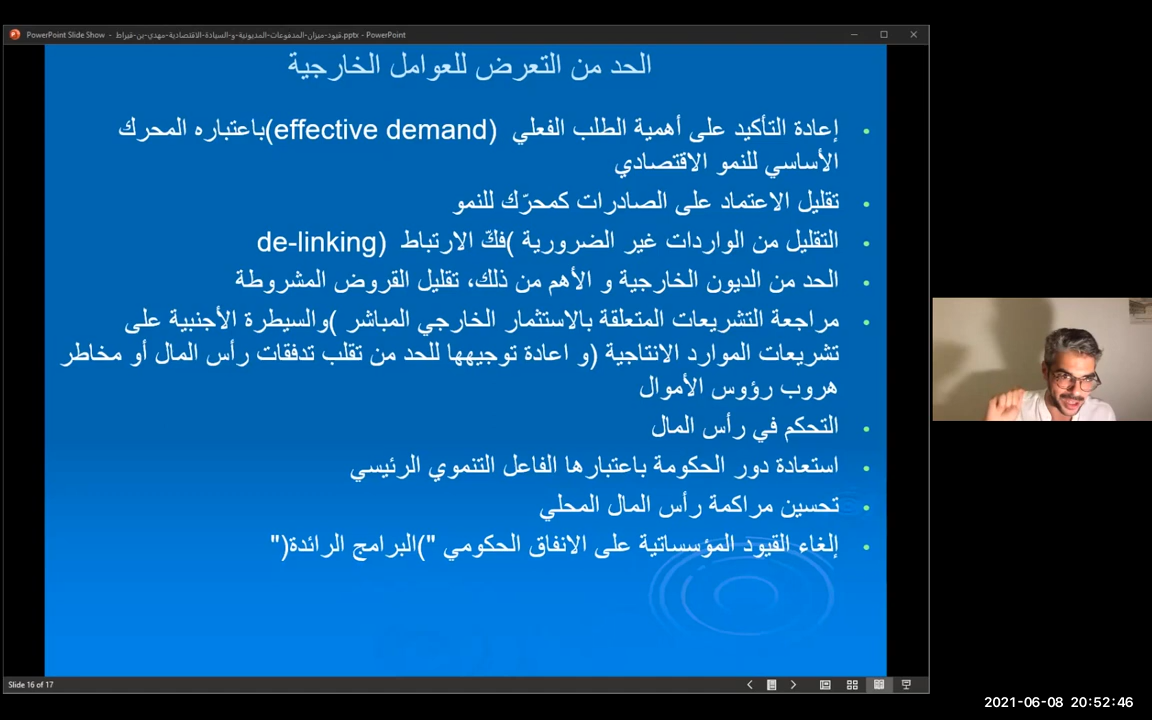 PowerPoint Slide Show - قيود-ميزان-المدفوعات-المديونية-و-السيادة-الاقتصادية-مهدي-بن-قيراط.pptx - PowerPoint
الحد من التعرض للعوامل الخارجية
• إعادة التأكيد على أهمية الطلب الفعلي (effective demand)باعتباره المحرك
الأساسي للنمو الاقتصادي
• تقليل الاعتماد على الصادرات كمحرّك للنمو
• التقليل من الواردات غير الضرورية )فكّ الارتباط (de-linking
• الحد من الديون الخارجية و الأهم من ذلك، تقليل القروض المشروطة
• مراجعة التشريعات المتعلقة بالاستثمار الخارجي المباشر )والسيطرة الأجنبية على
تشريعات الموارد الانتاجية (و اعادة توجيهها للحد من تقلب تدفقات رأس المال أو مخاطر
هروب رؤوس الأموال
• التحكم في رأس المال
• استعادة دور الحكومة باعتبارها الفاعل التنموي الرئيسي
• تحسين مراكمة رأس المال المحلي
• إلغاء القيود المؤسساتية على الانفاق الحكومي ")البرامج الرائدة("
Slide 16 of 17
2021-06-08 20:52:46